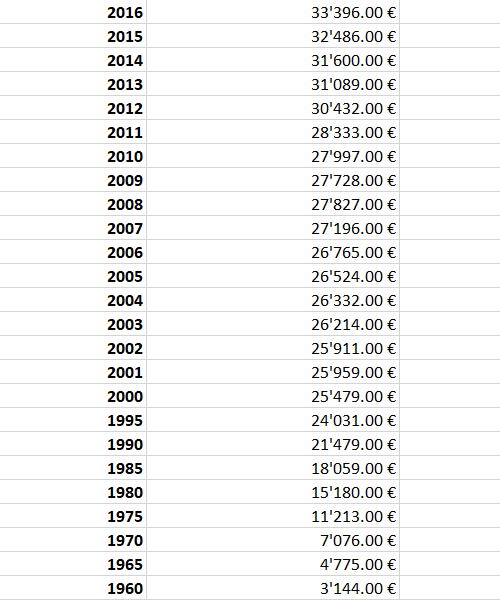 2016 33'396.00 €
2015 32'486.00 €
2014 31'600.00 €
2013 31'089.00 €
2012 30'432.00 €
2011 28'333.00 €
2010 27'997.00 €
2009 27'728.00 €
2008 27'827.00 €
2007 27'196.00 €
2006 26'765.00 €
2005 26'524.00 €
2004 26'332.00 €
2003 26'214.00 €
2002 25'911.00 €
2001 25'959.00 €
2000 25'479.00 €
1995 24'031.00 €
1990 21'479.00 €
1985 18'059.00 €
1980 15'180.00 €
1975 11'213.00 €
1970 7'076.00 €
1965 4'775.00 €
1960 3'144.00 €